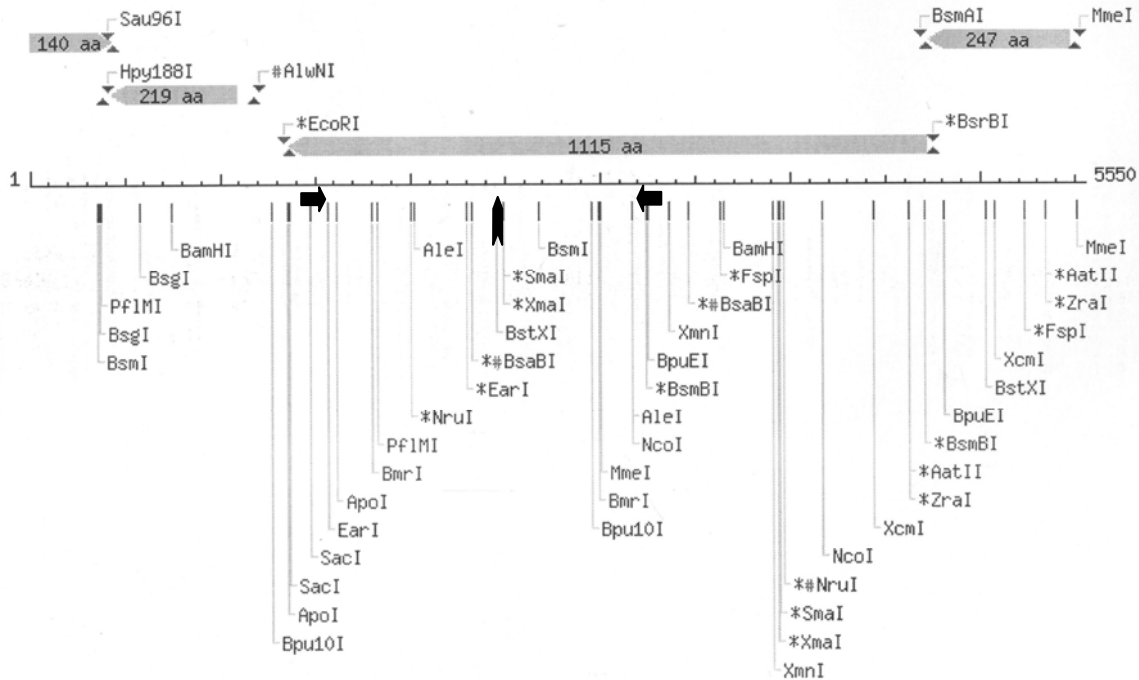 Sau96I
BsmAI
MmeI
140 aa
247 aa
Hpy188I
#AlwNI
219 aa
*EcoRI
*BsrBI
1115 aa
1
5550
BamHI
AleI
BsmI
BamHI
MmeI
BsgI
*SmaI
*FspI
*AatII
PflMI
*XmaI
*#BsaBI
*ZraI
BsgI
BstXI
XmnI
*FspI
BsmI
*#BsaBI
BpuEI
XcmI
*EarI
*BsmBI
BstXI
*NruI
AleI
BpuEI
PflMI
NcoI
*BsmBI
BmrI
MmeI
*AatII
ApoI
BmrI
*ZraI
EarI
Bpu10I
XcmI
SacI
NcoI
SacI
*#NruI
ApoI
*SmaI
Bpu10I
*XmaI
XmnI